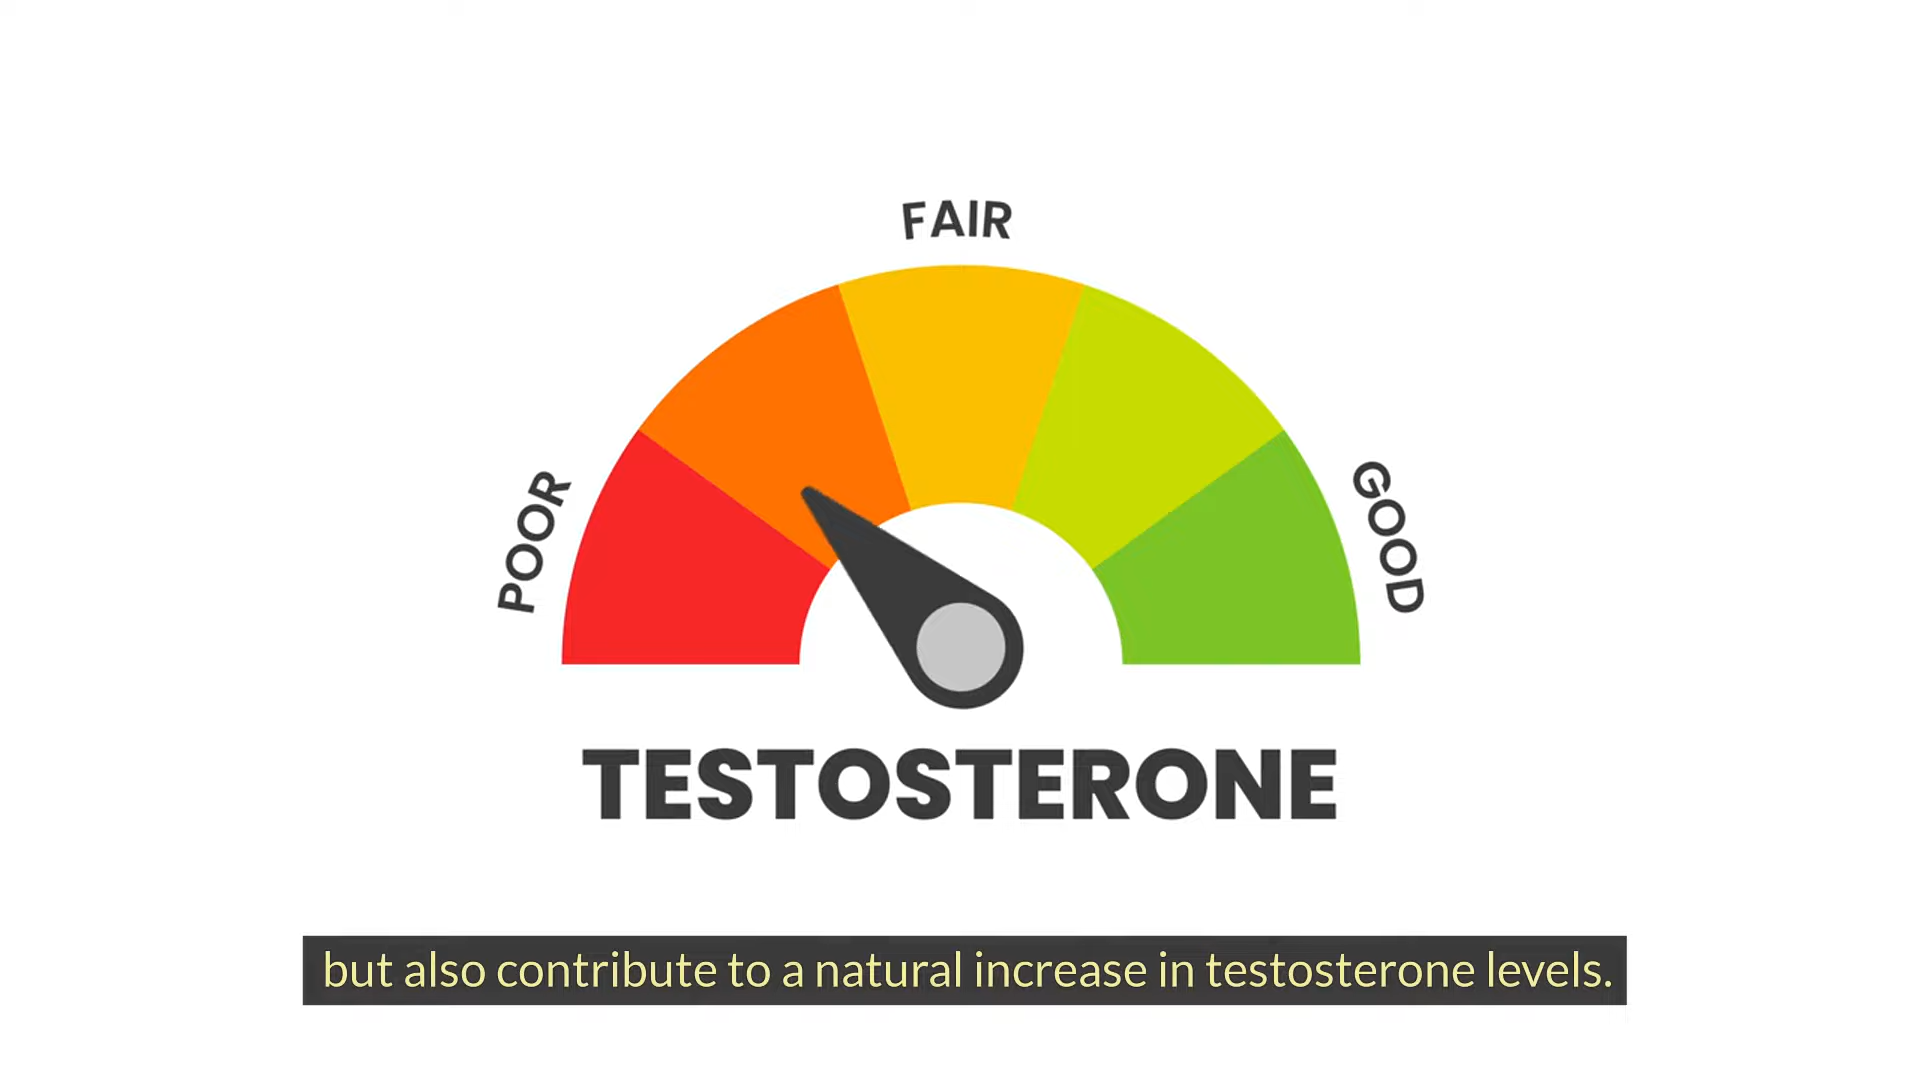 FAIR
POOR
GOOD
TESTOSTERONE
but also contribute to a natural increase in testosterone levels.